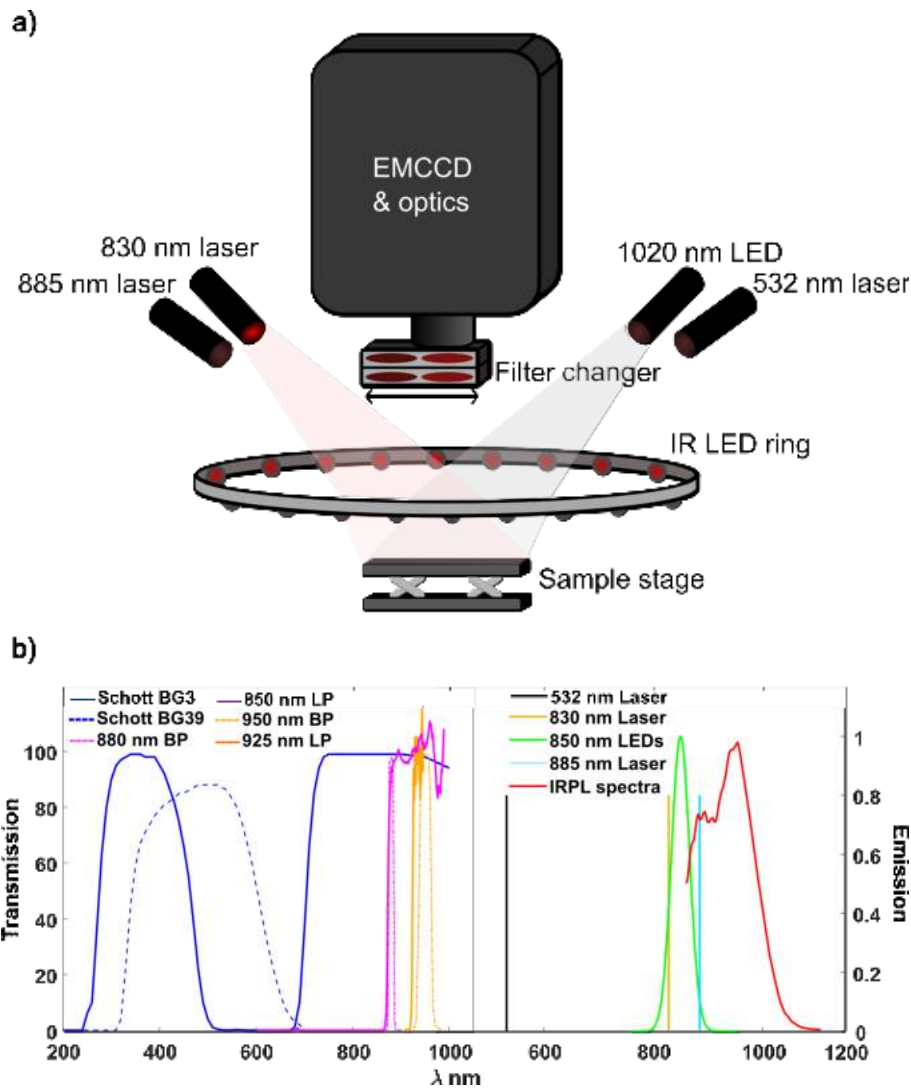 a)
EMCCD
& optics
830 nm laser
885 nm laser
1020 nm LED
532 nm laser
Filter changer
IR LED ring
Sample stage
b)
Schott BG3
Schott BG39
880 nm BP
850 nm LP
950 nm BP
925 nm LP
532 nm Laser
830 nm Laser
850 nm LEDs
885 nm Laser
IRPL spectra
Transmission
100
80
60
40
20
0
Emission
1
0.8
0.6
0.4
0.2
0
200 400 600 800 1000 600 800 1000 1200
λ nm